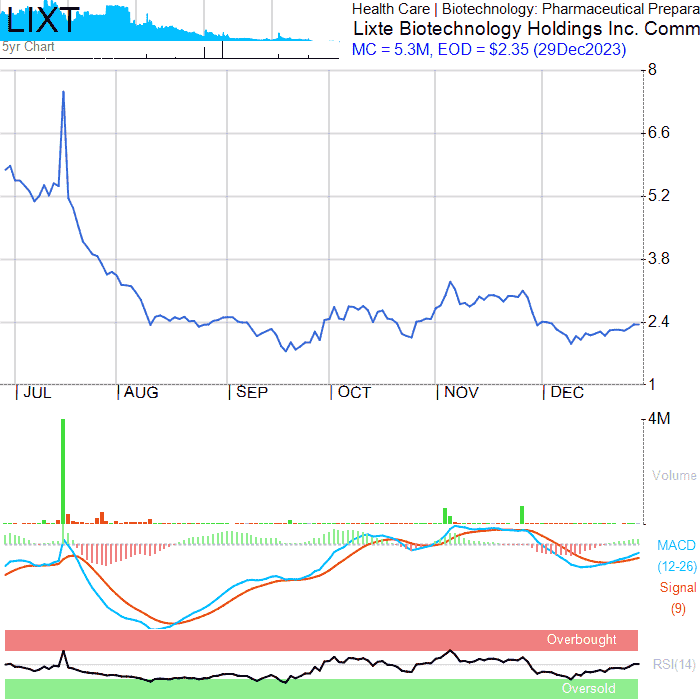 LIXT
5yr Chart
Health Care | Biotechnology: Pharmaceutical Prepara
Lixte Biotechnology Holdings Inc. Comm
MC = 5.3M, EOD = $2.35 (29Dec2023)
8
6.6
5.2
3.8
2.4
1
JUL AUG SEP OCT NOV DEC
4M
Volume
MACD
(12-26)
Signal
(9)
Overbought
RSI(14)
Oversold